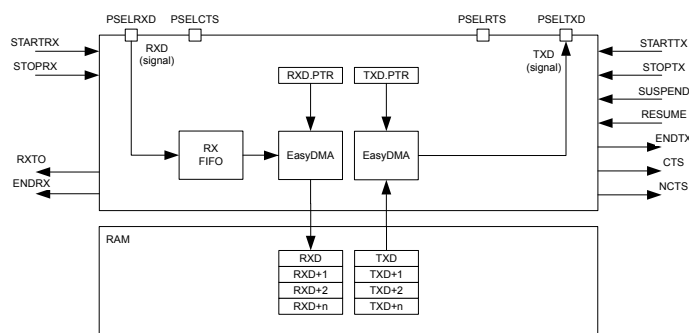 PSELRXD PSELCTS PSELRTS PSELTXD
STARTRX
STOPRX
RXD
(signal)
TXD
(signal)
STARTTX
STOPTX
SUSPEND
RESUME
RXD.PTR TXD.PTR
RX
FIFO
EasyDMA EasyDMA
RXTO
ENDRX
ENDTX
CTS
NCTS
RAM
RXD TXD
RXD+1 TXD+1
RXD+2 TXD+2
RXD+n TXD+n